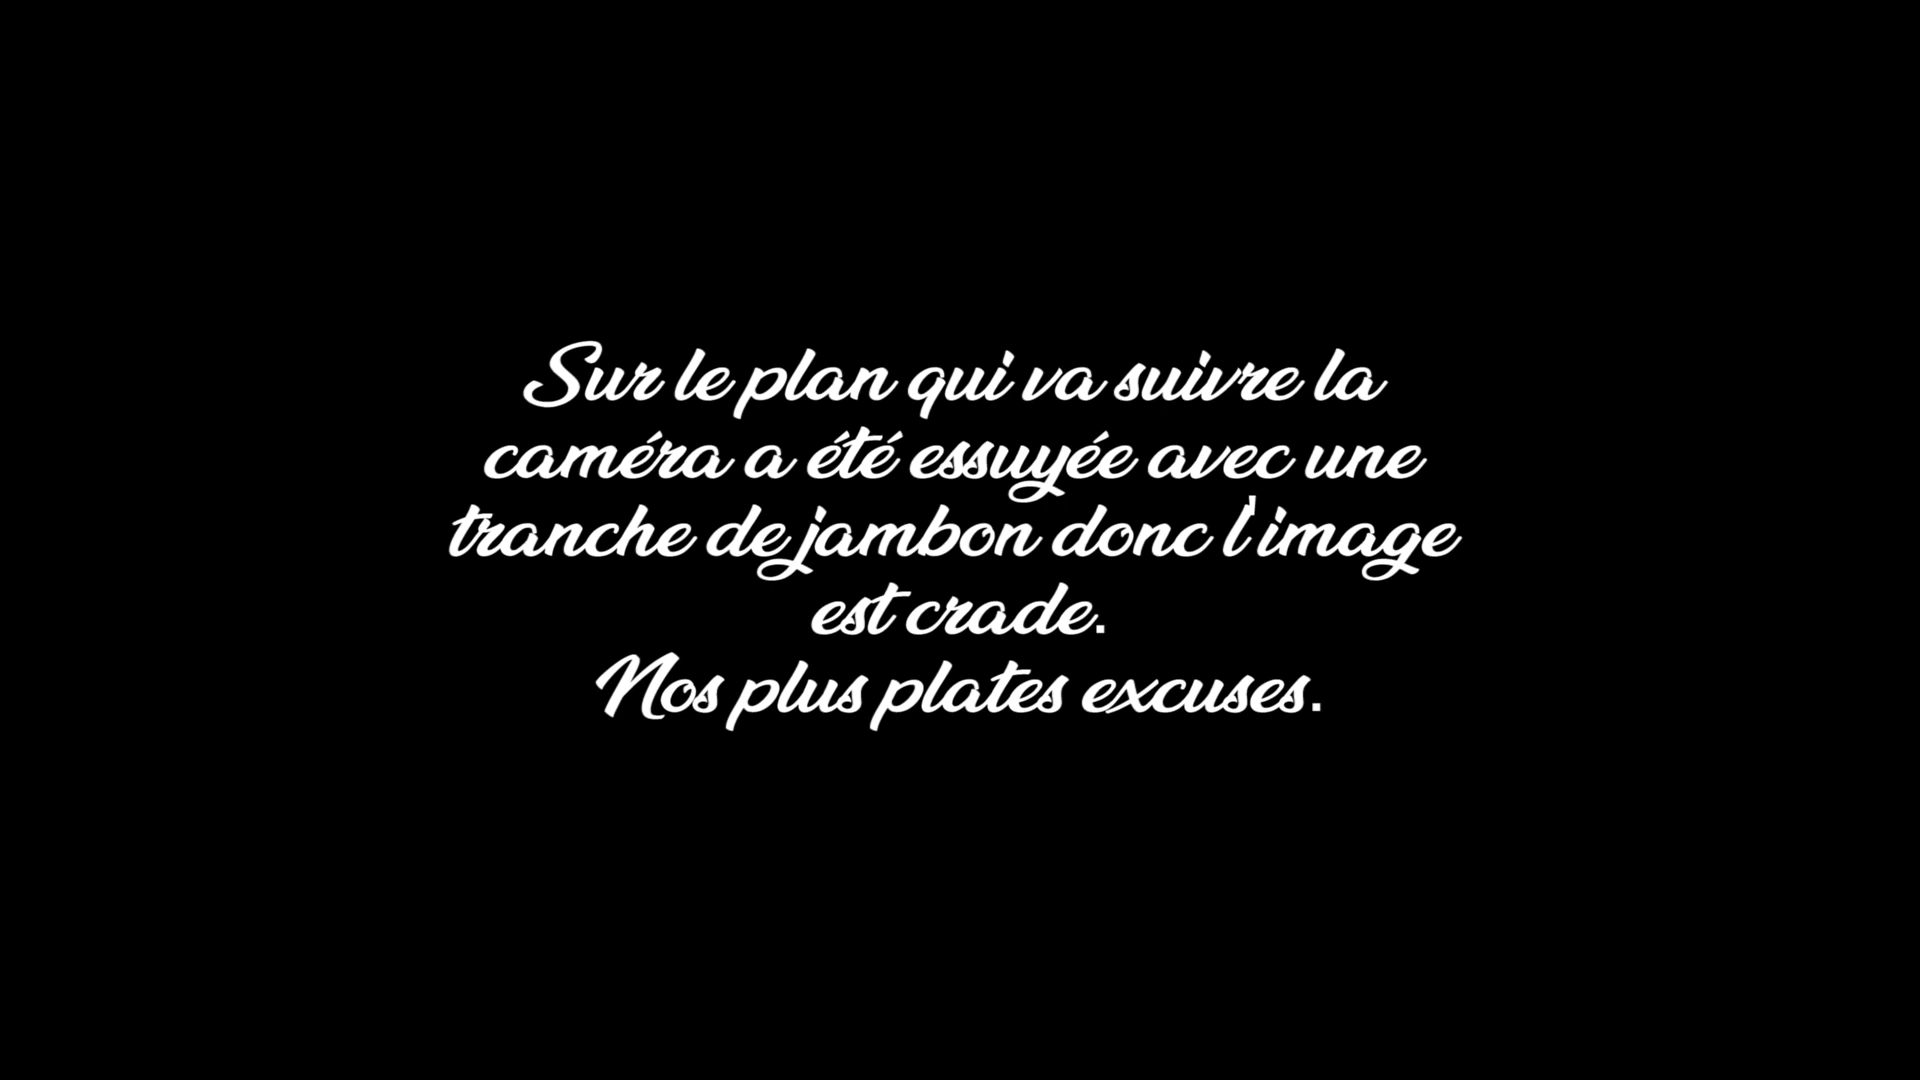 Sur le plan qui va suivre la
caméra a été essuyée avec une
tranche de jambon donc l'image
est crade.
Nos plus plates excuses.